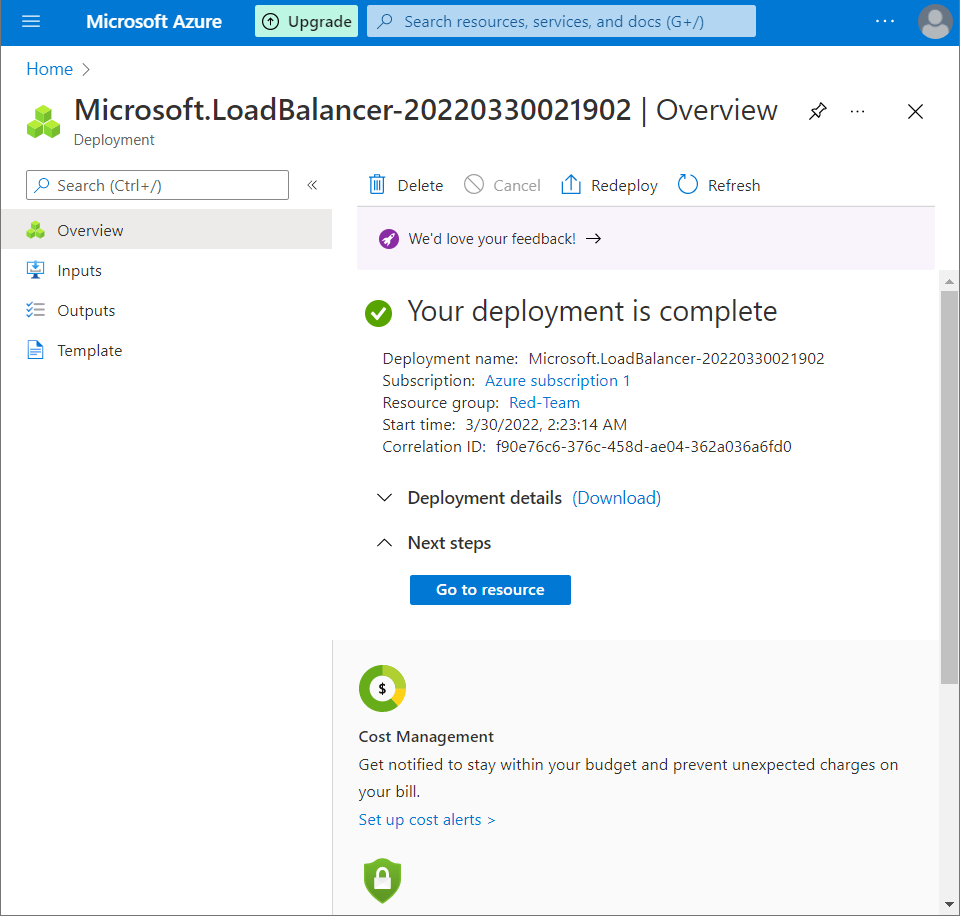 Microsoft Azure
Upgrade
Search resources, services, and docs (G+/)
...
Home >
Microsoft.LoadBalancer-20220330021902 | Overview
...
Deployment
Search (Ctrl+/)
«
Delete
Cancel
Redeploy
Refresh
Overview
Inputs
Outputs
Template
We'd love your feedback! →
Your deployment is complete
Deployment name: Microsoft.LoadBalancer-20220330021902
Subscription: Azure subscription 1
Resource group: Red-Team
Start time: 3/30/2022, 2:23:14 AM
Correlation ID: f90e76c6-376c-458d-ae04-362a036a6fd0
Deployment details (Download)
Next steps
Go to resource
$
Cost Management
Get notified to stay within your budget and prevent unexpected charges on
your bill.
Set up cost alerts >